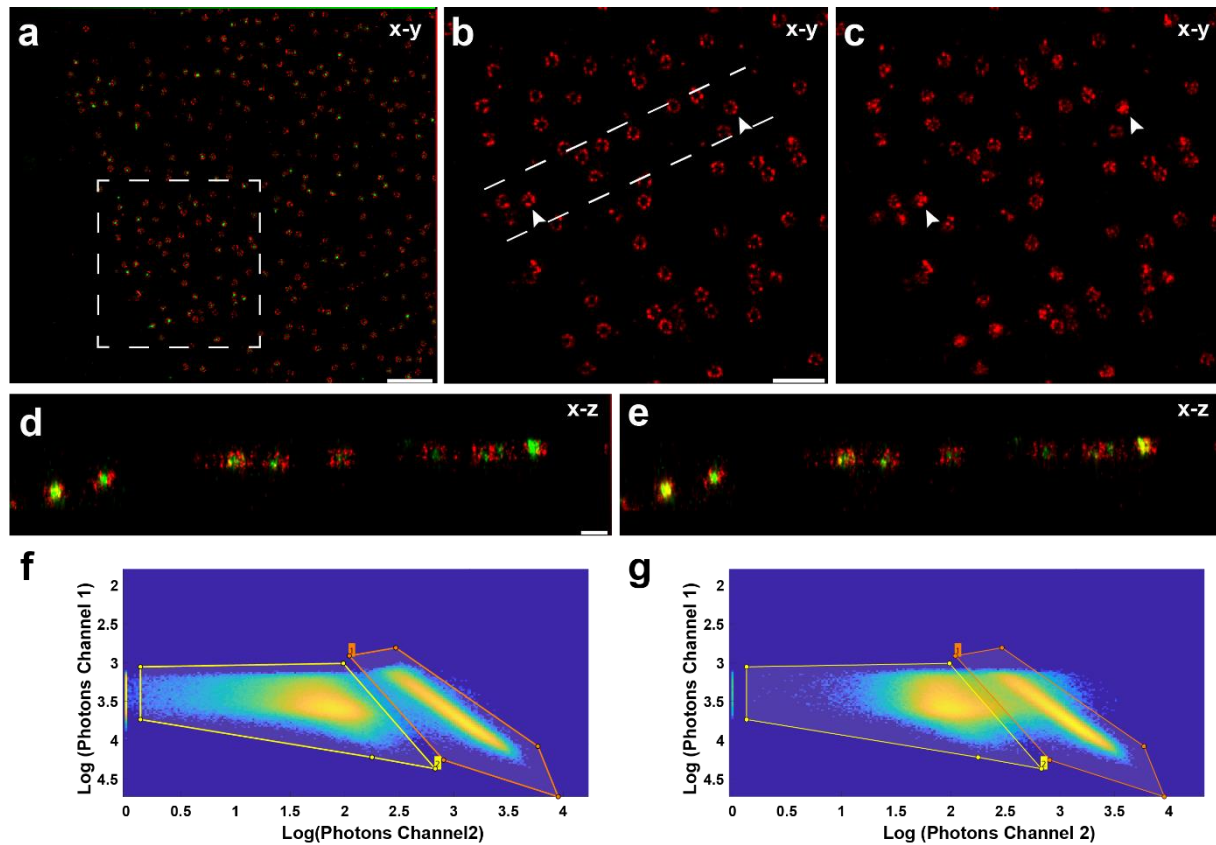 a x-y
b x-y
c x-y
d x-z
e x-z
f
Log (Photons Channel 1)
2
2.5
3
3.5
4
4.5
0 0.5 1 1.5 2 2.5 3 3.5 4
Log(Photons Channel2)
g
Log (Photons Channel 1)
2
2.5
3
3.5
4
4.5
0 0.5 1 1.5 2 2.5 3 3.5 4
Log (Photons Channel 2)